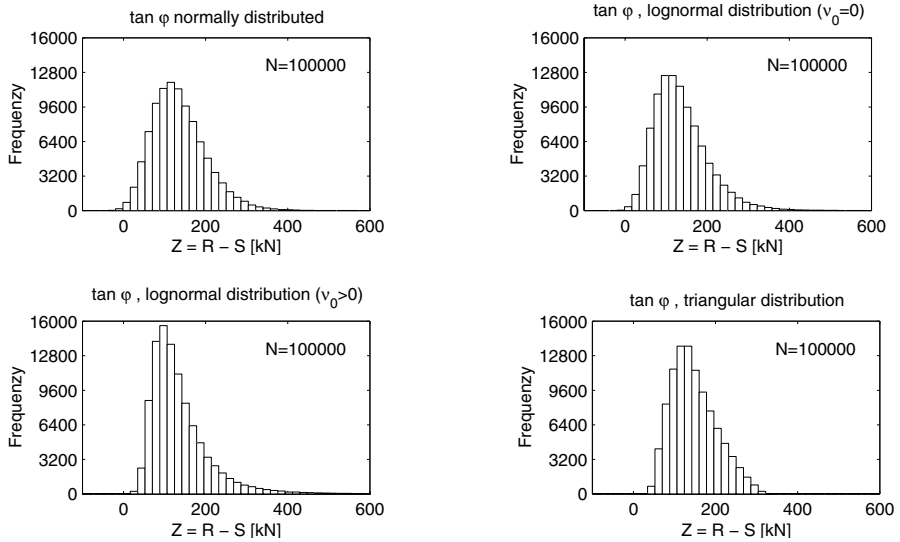 tan φ normally distributed
16000
12800
9600
6400
3200
0
Frequenzy
N=100000
0 200 400 600
Z = R − S [kN]
tan φ , lognormal distribution (ν0=0)
16000
12800
9600
6400
3200
0
Frequenzy
N=100000
0 200 400 600
Z = R − S [kN]
tan φ , lognormal distribution (ν0>0)
16000
12800
9600
6400
3200
0
Frequenzy
N=100000
0 200 400 600
Z = R − S [kN]
tan φ , triangular distribution
16000
12800
9600
6400
3200
0
Frequenzy
N=100000
0 200 400 600
Z = R − S [kN]